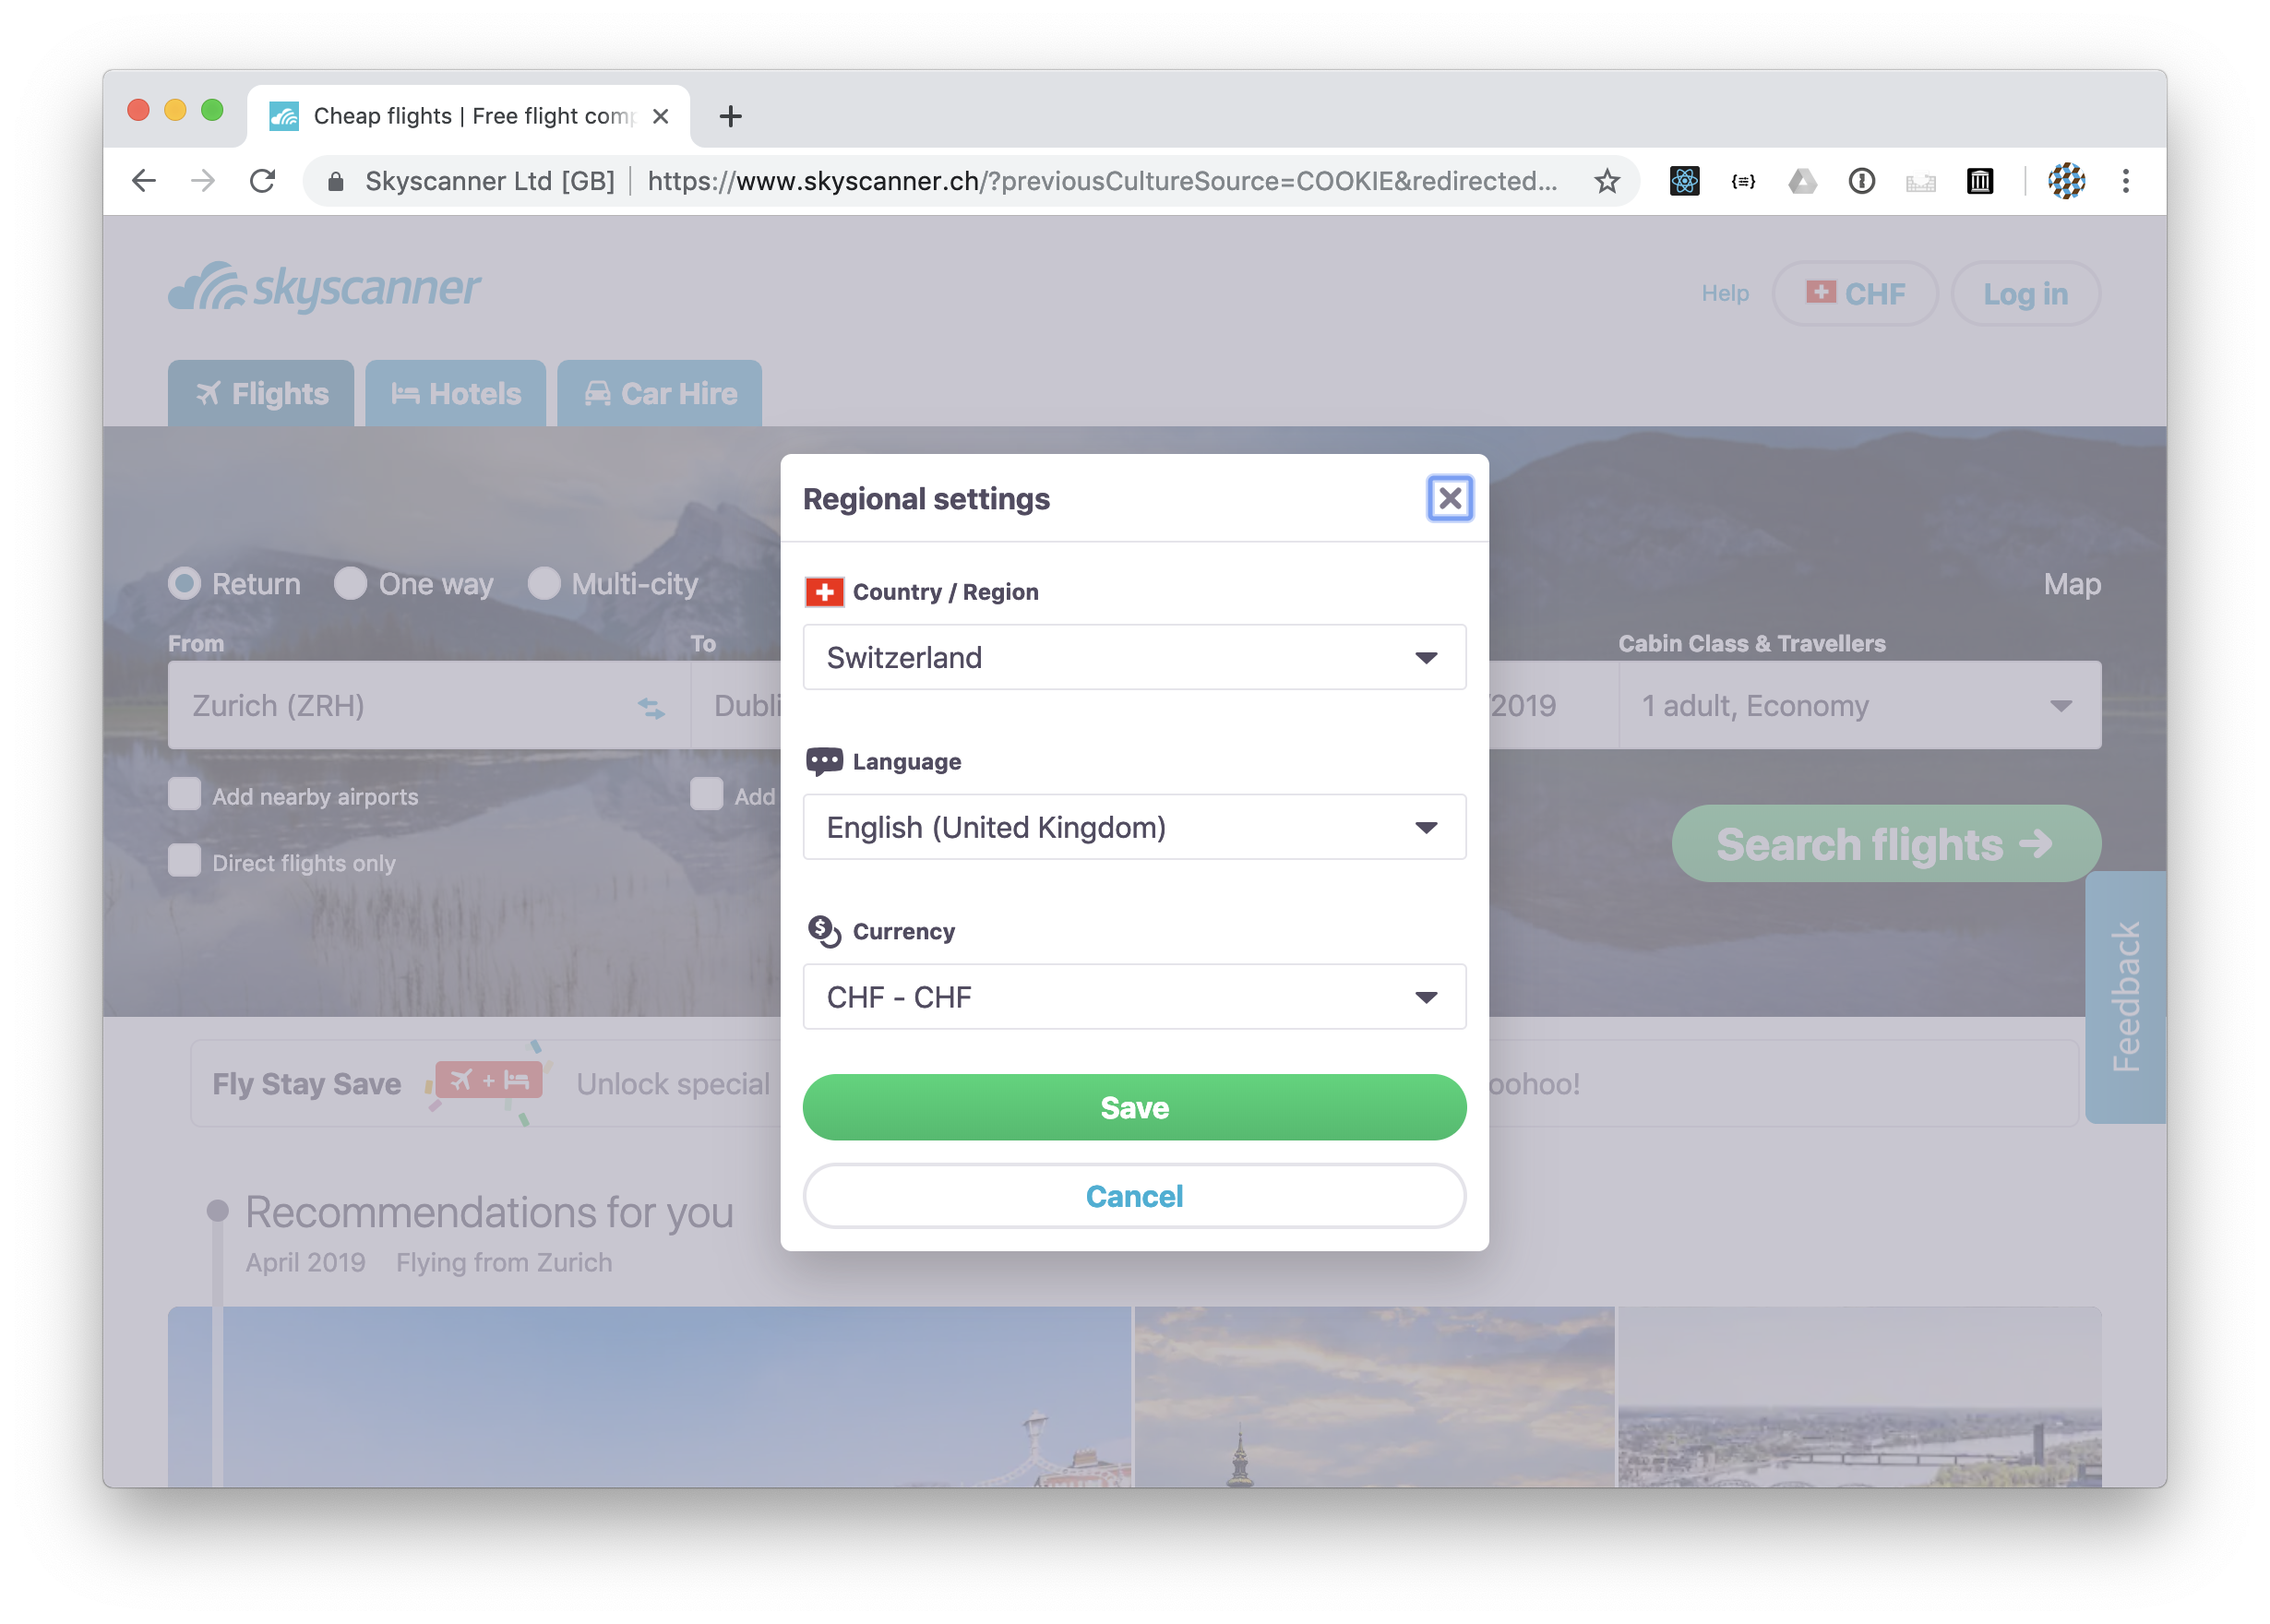 Cheap flights | Free flight comp
Skyscanner Ltd [GB] | https://www.skyscanner.ch/?previousCultureSource=COOKIE&redirected...
skyscanner
Help
CHF
Log in
Flights
Hotels
Car Hire
Regional settings
Country / Region
Switzerland
Language
English (United Kingdom)
Currency
CHF - CHF
Save
Cancel
Return
One way
Multi-city
Map
From
To
Cabin Class & Travellers
Zurich (ZRH)
Dubli
/2019
1 adult, Economy
Add nearby airports
Add
Direct flights only
Search flights
Feedback
Fly Stay Save
Unlock special
oohoo!
Recommendations for you
April 2019 Flying from Zurich